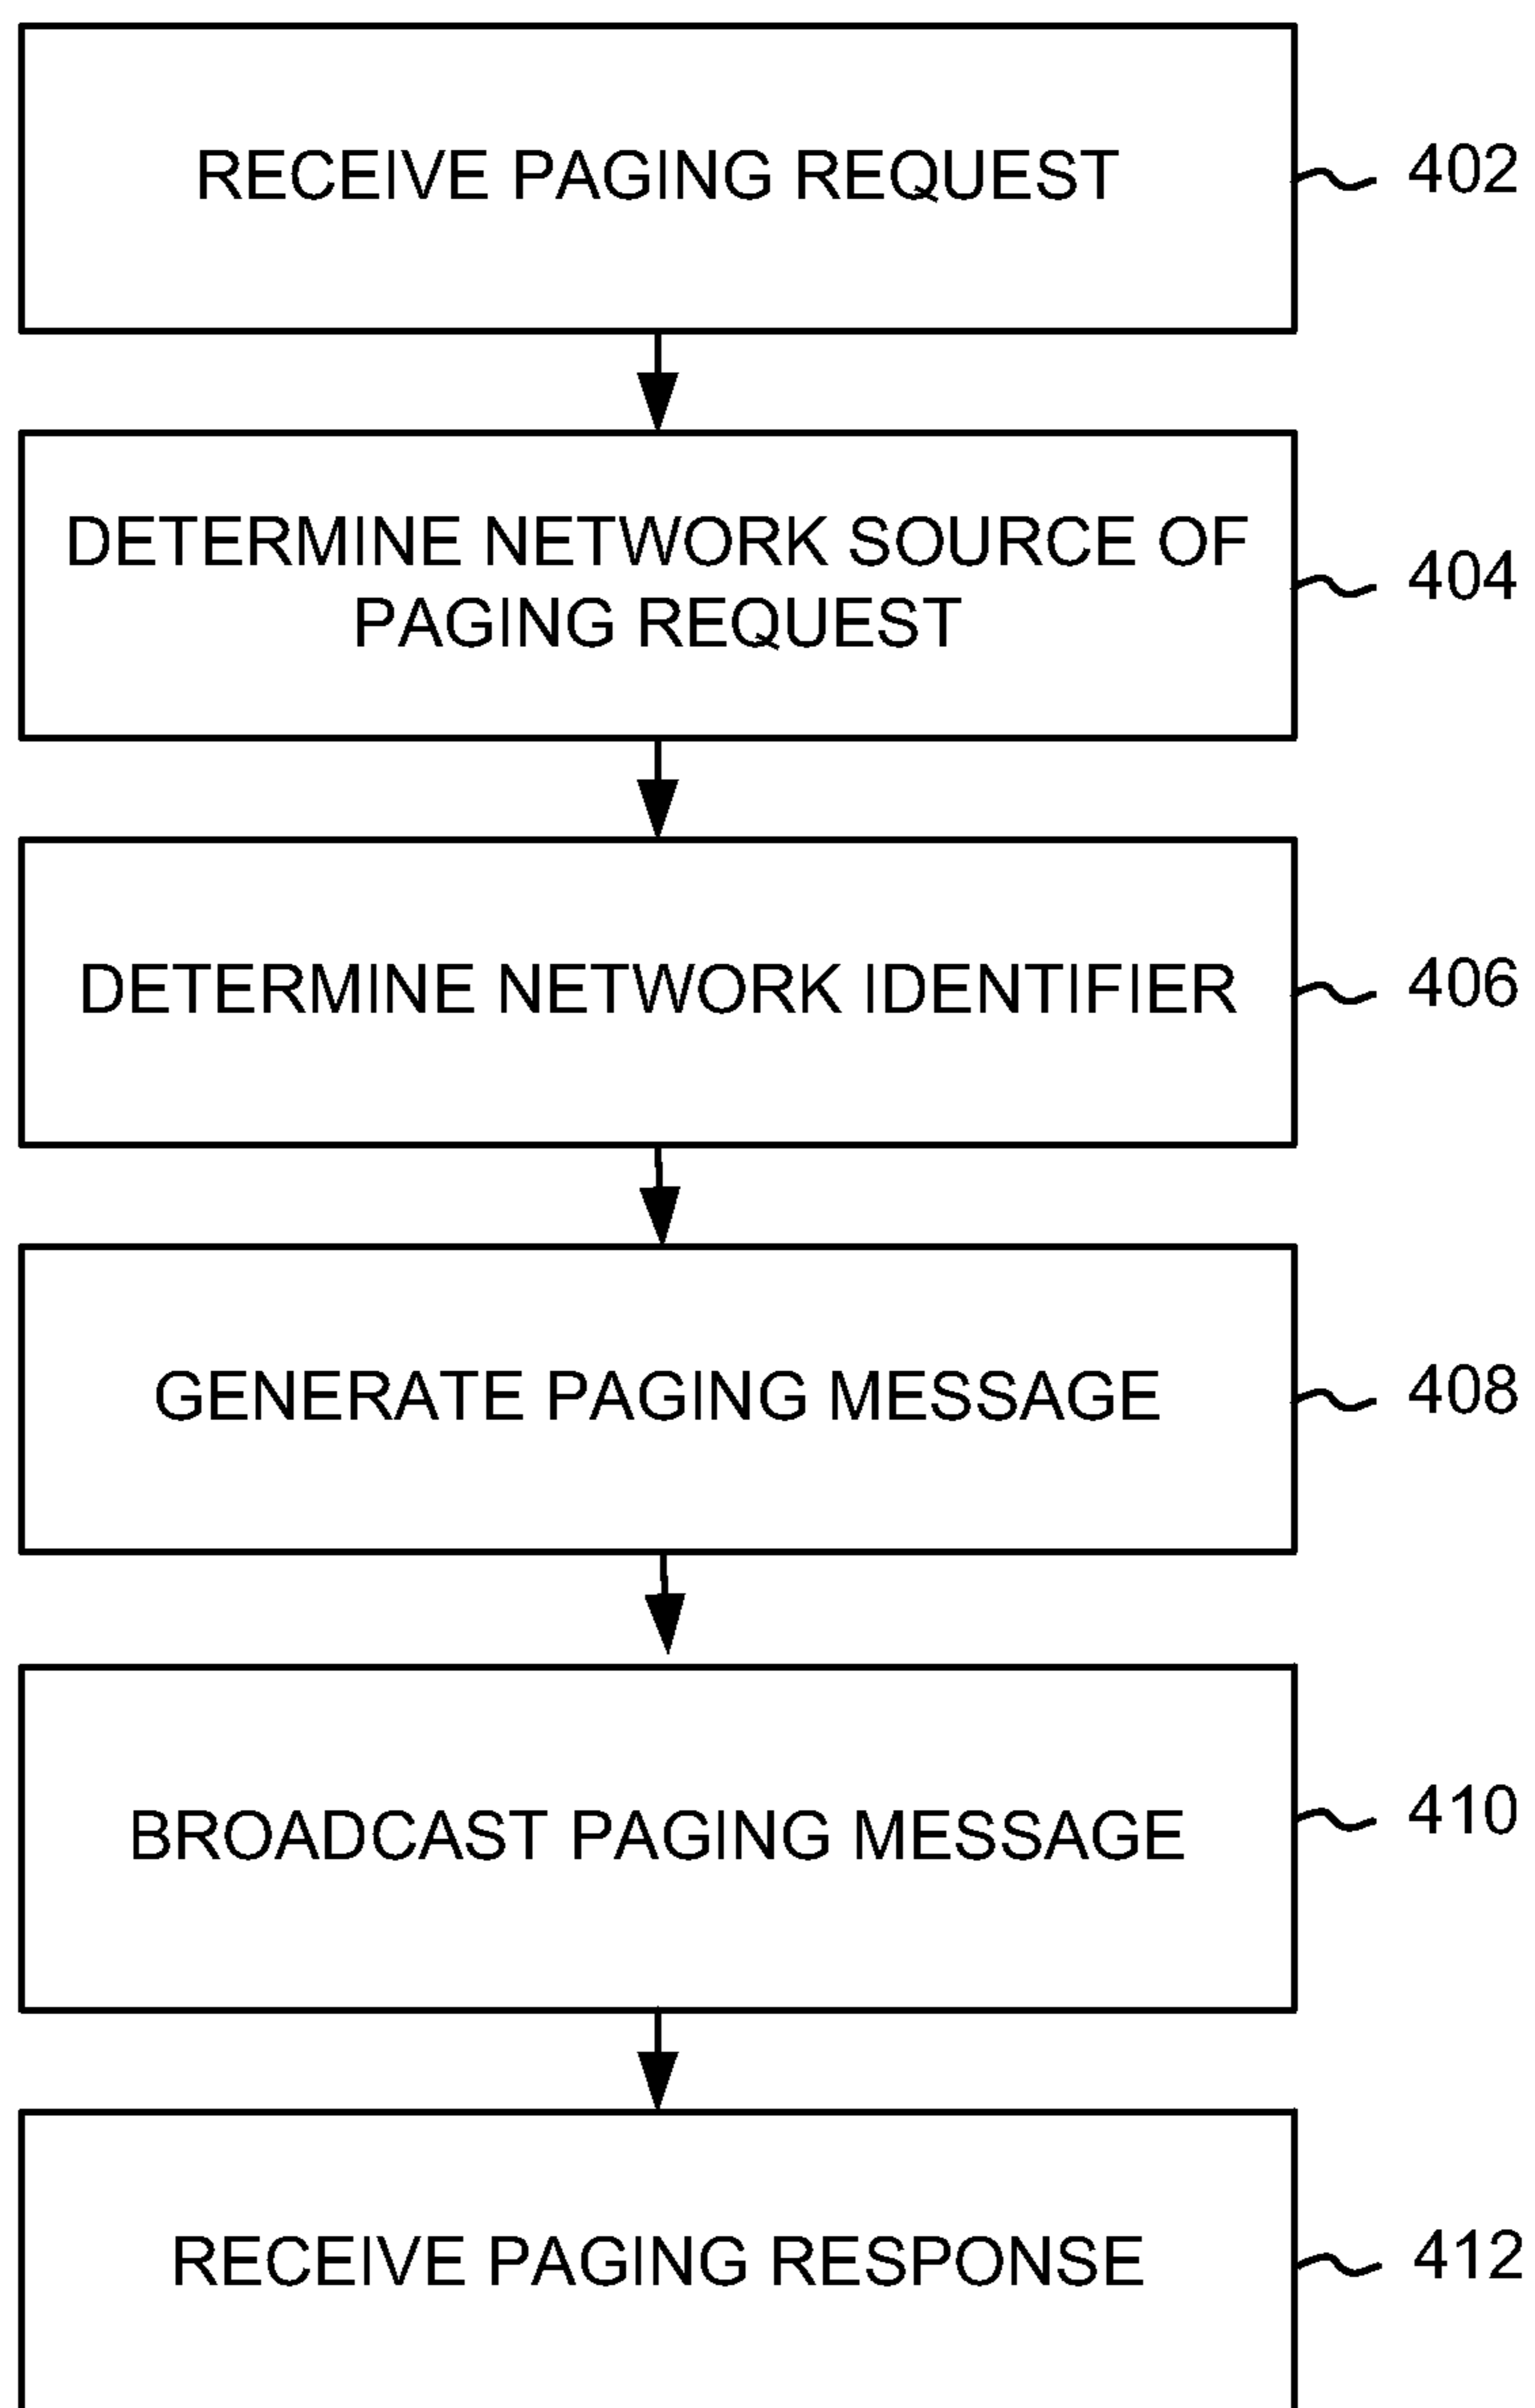 RECEIVE PAGING REQUEST
402
DETERMINE NETWORK SOURCE OF
PAGING REQUEST
404
DETERMINE NETWORK IDENTIFIER
406
GENERATE PAGING MESSAGE
408
BROADCAST PAGING MESSAGE
410
RECEIVE PAGING RESPONSE
412